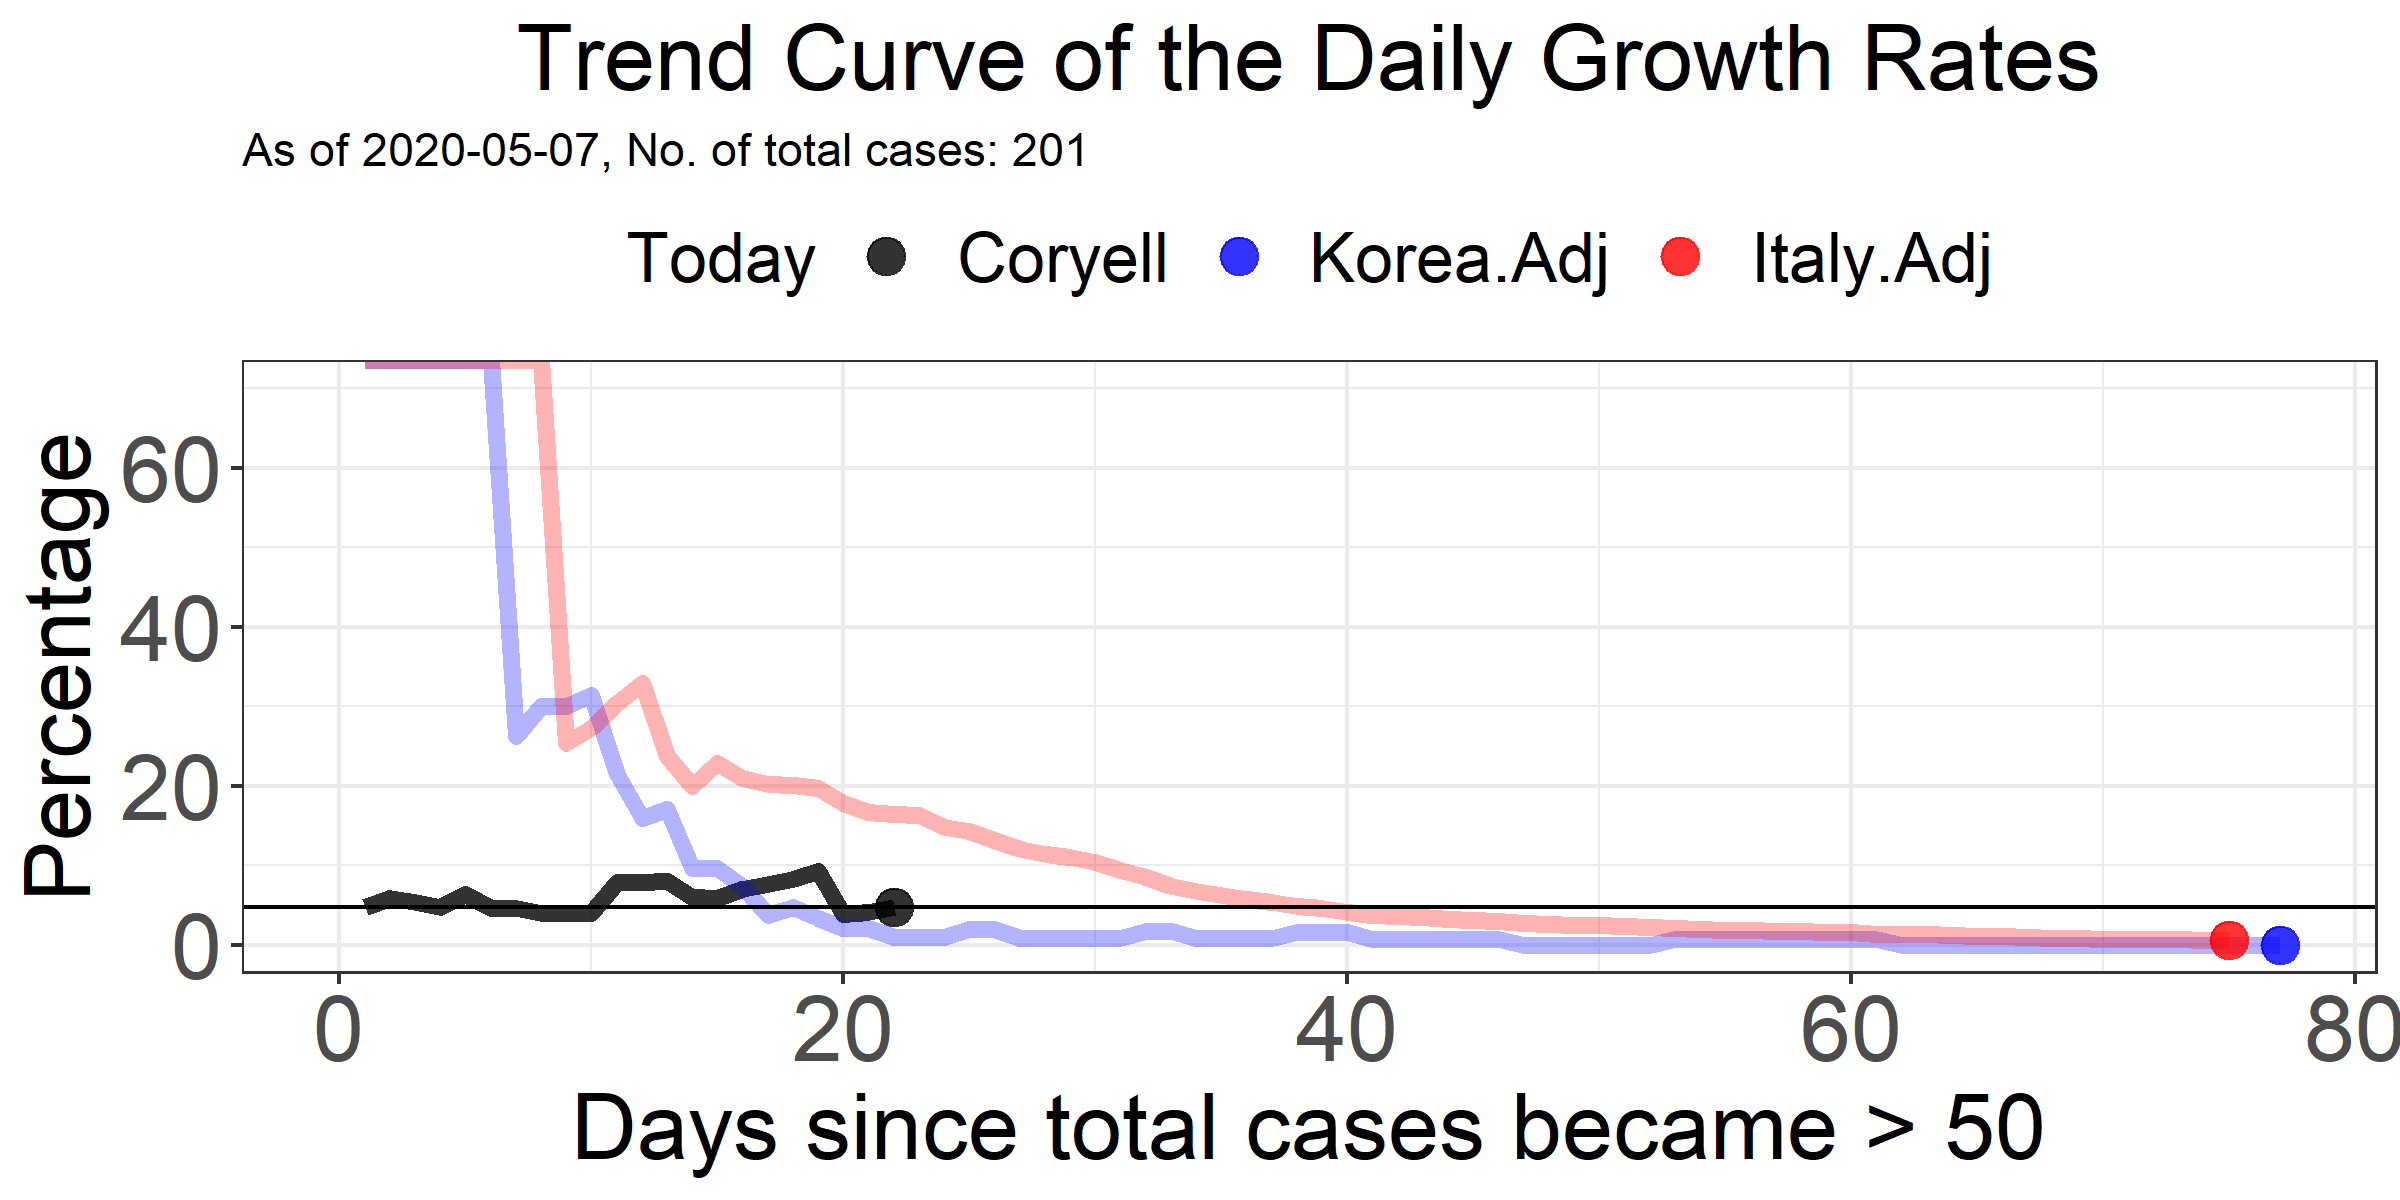 Trend Curve of the Daily Growth Rates
As of 2020-05-07, No. of total cases: 201
Today Coryell Korea.Adj Italy.Adj
Percentage
60
40
20
0
0 20 40 60 80
Days since total cases became > 50